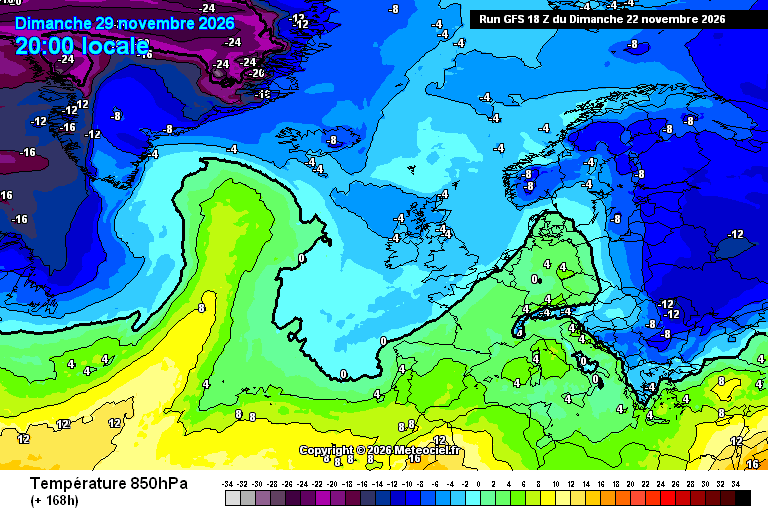 Dimanche 29 novembre 2026
20:00 locale
Run GFS 18 Z du Dimanche 22 novembre 2026
Copyright © 2026 Meteociel.fr
Température 850hPa
(+ 168h)
-34 -32 -30 -28 -26 -24 -22 -20 -18 -16 -14 -12 -10 -8 -6 -4 -2 0 2 4 6 8 10 12 14 16 18 20 22 24 26 28 30 32 34